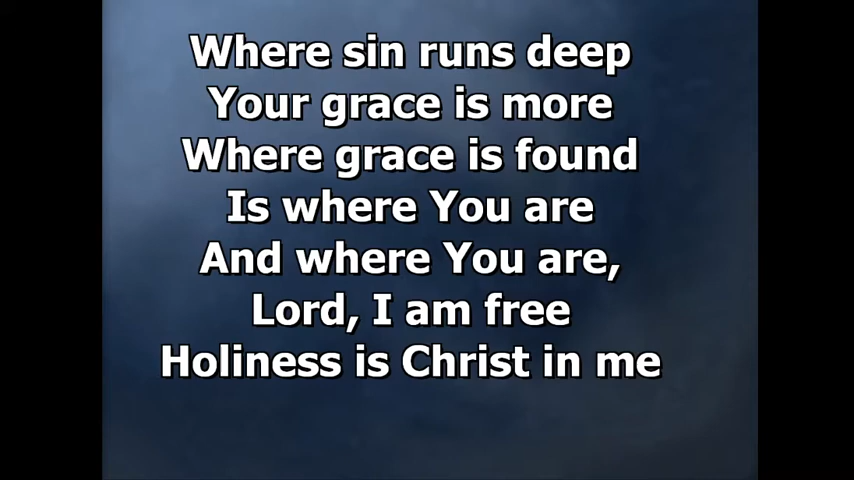 Where sin runs deep
Your grace is more
Where grace is found
Is where You are
And where You are,
Lord, I am free
Holiness is Christ in me